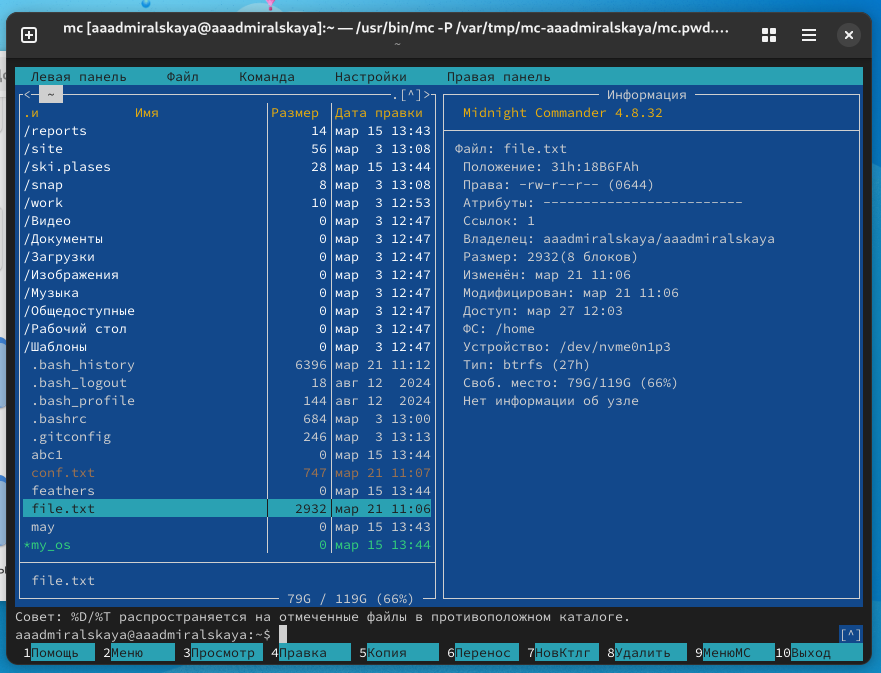 mc [aaadmiralskaya@aaadmiralskaya]:~ — /usr/bin/mc -P /var/tmp/mc-aaadmiralskaya/mc.pwd.…
~
Левая панель Файл Команда Настройки Правая панель
<─ ~ .[^]>
.и Имя Размер Дата правки
/reports 14 мар 15 13:43
/site 56 мар 3 13:08
/ski.plases 28 мар 15 13:44
/snap 8 мар 3 13:08
/work 10 мар 3 12:53
/Видео 0 мар 3 12:47
/Документы 0 мар 3 12:47
/Загрузки 0 мар 3 12:47
/Изображения 0 мар 3 12:47
/Музыка 0 мар 3 12:47
/Общедоступные 0 мар 3 12:47
/Рабочий стол 0 мар 3 12:47
/Шаблоны 0 мар 3 12:47
.bash_history 6396 мар 21 11:12
.bash_logout 18 авг 12 2024
.bash_profile 144 авг 12 2024
.bashrc 684 мар 3 13:00
.gitconfig 246 мар 3 13:13
abc1 0 мар 15 13:44
conf.txt 747 мар 21 11:07
feathers 0 мар 15 13:44
file.txt 2932 мар 21 11:06
may 0 мар 15 13:43
*my_os 0 мар 15 13:44
file.txt
79G / 119G (66%)
Информация
Midnight Commander 4.8.32
Файл: file.txt
Положение: 31h:18B6FAh
Права: -rw-r--r-- (0644)
Атрибуты: -------------------------
Ссылок: 1
Владелец: aaadmiralskaya/aaadmiralskaya
Размер: 2932(8 блоков)
Изменён: мар 21 11:06
Модифицирован: мар 21 11:06
Доступ: мар 27 12:03
ФС: /home
Устройство: /dev/nvme0n1p3
Тип: btrfs (27h)
Своб. место: 79G/119G (66%)
Нет информации об узле
Совет: %D/%T распространяется на отмеченные файлы в противоположном каталоге.
aaadmiralskaya@aaadmiralskaya:~$ [^]
1Помощь 2Меню 3Просмотр 4Правка 5Копия 6Перенос 7НовКтлг 8Удалить 9МенюМС 10Выход